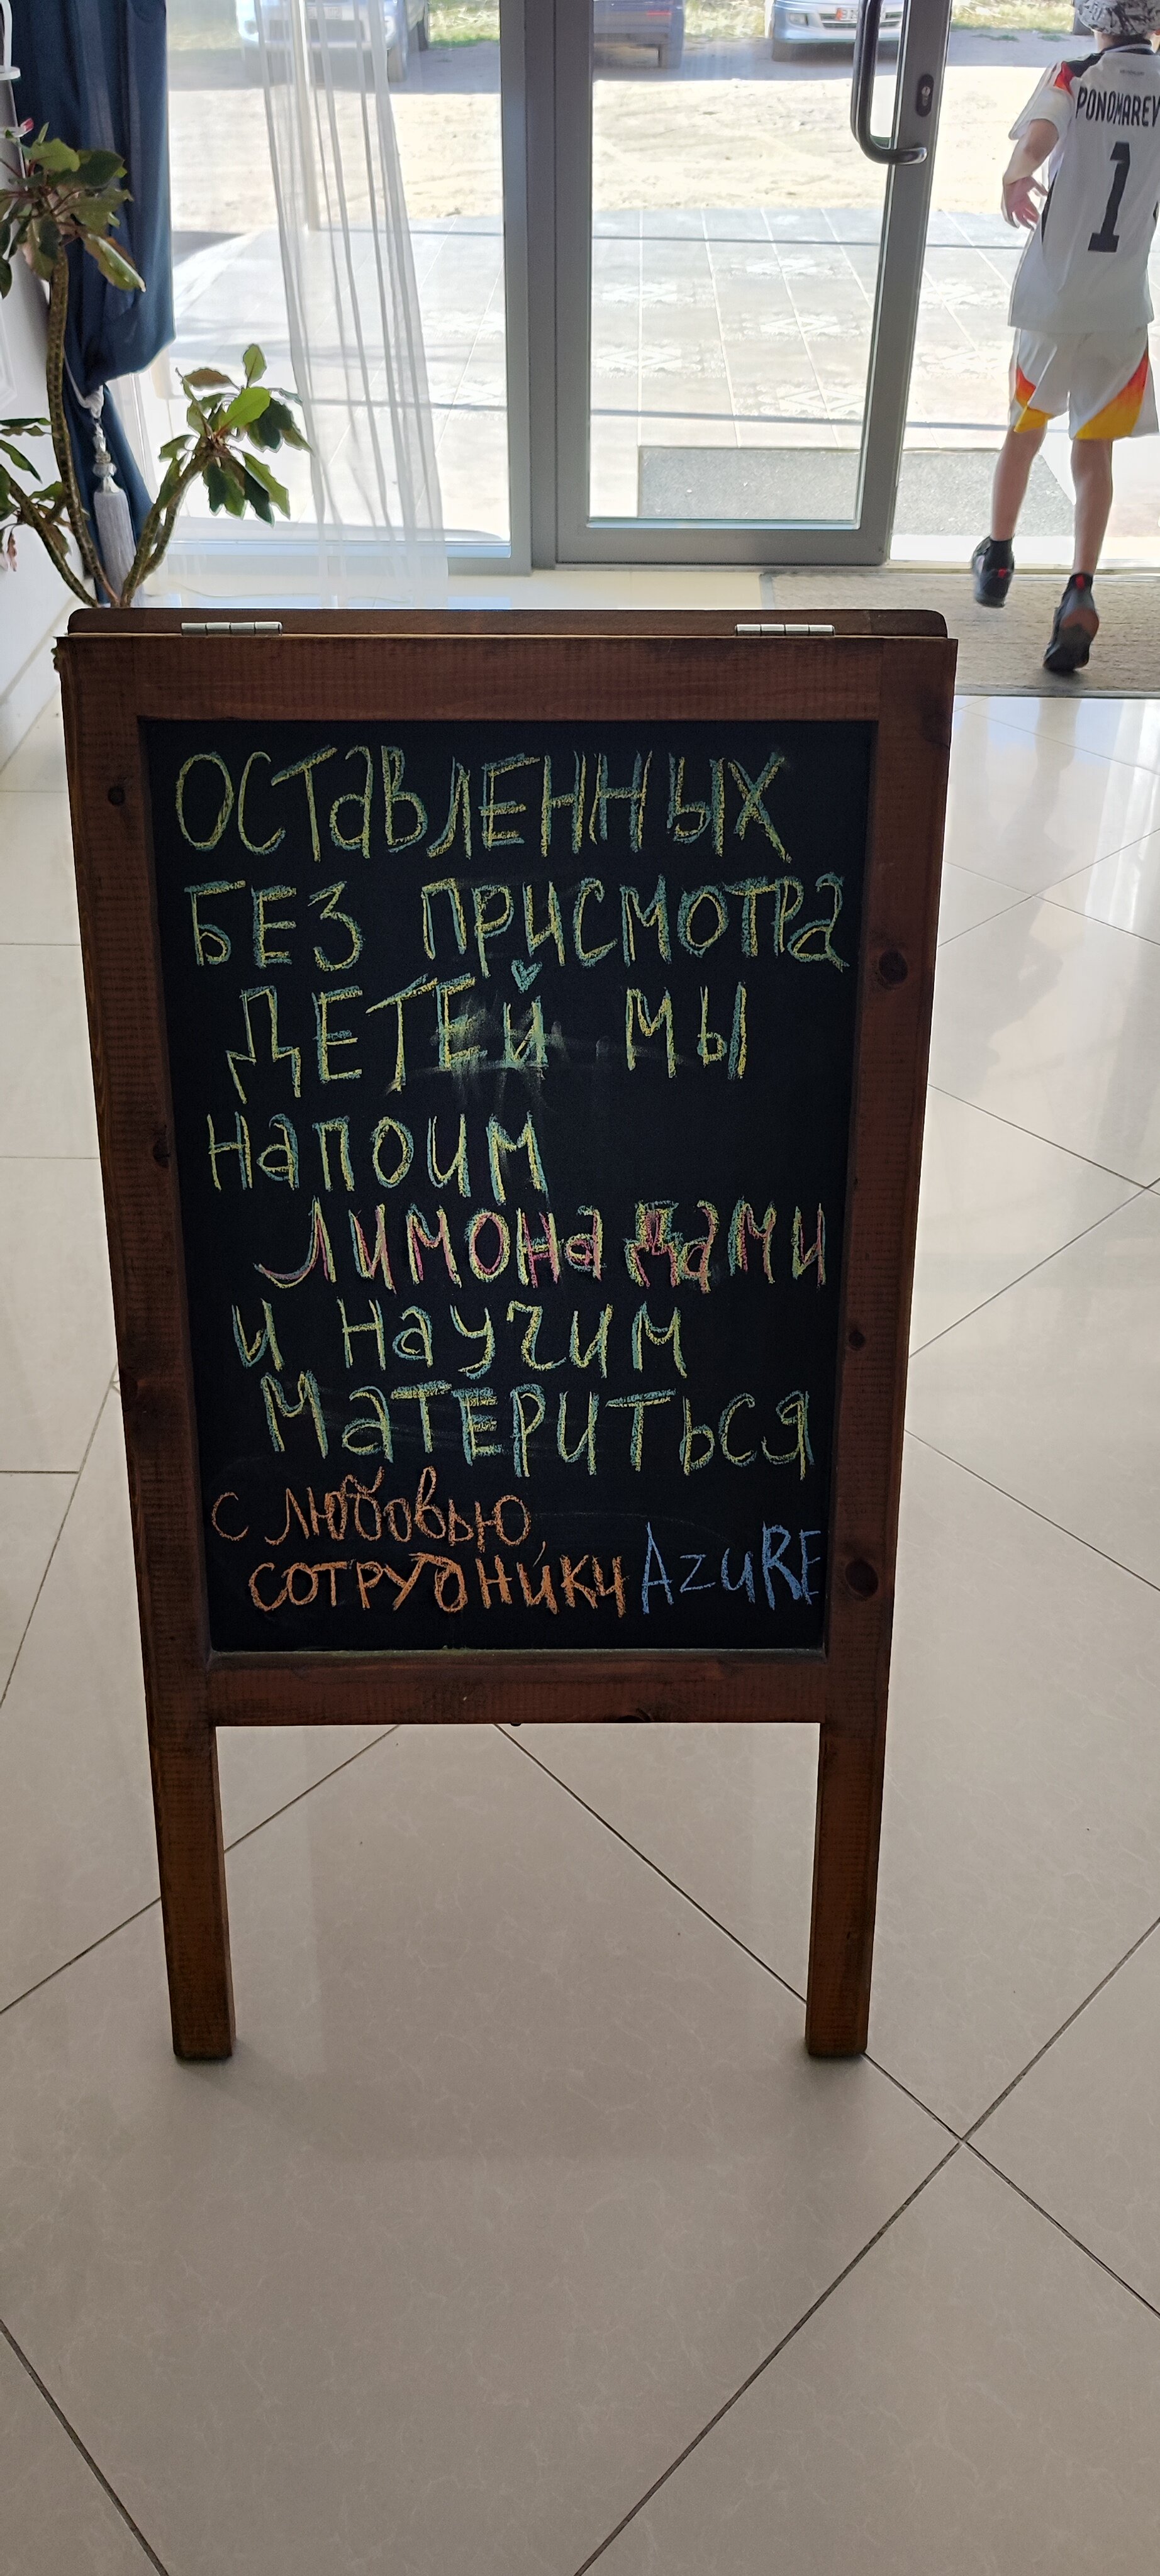 PONOMAREV
1
ОСТаВЛЕННЫХ
БЕЗ ПРИСМОТРа
ДЕТЕЙ МЫ
НаПОИМ
ЛИМОНаДаМИ
И НаУЧИМ
МаТЕРИТЬСЯ
С ЛЮбОВЬЮ,
СОТРУДНИКИ AZURE